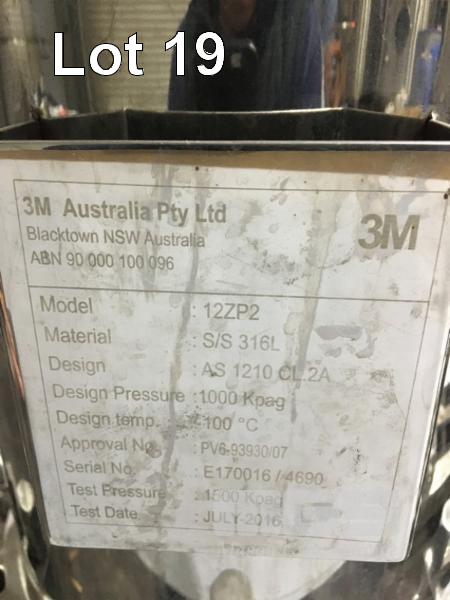 Lot 19
3M Australia Pty Ltd
Blacktown NSW Australia
ABN 90 000 100 096
3M
Model : 12ZP2
Material : S/S 316L
Design : AS 1210 CL.2A
Design Pressure : 1000 Kpag
Design temp. : 100 °C
Approval No. : PV6-93930/07
Serial No. : E170016 / 4690
Test Pressure : 1500 Kpag
Test Date : JULY-2016